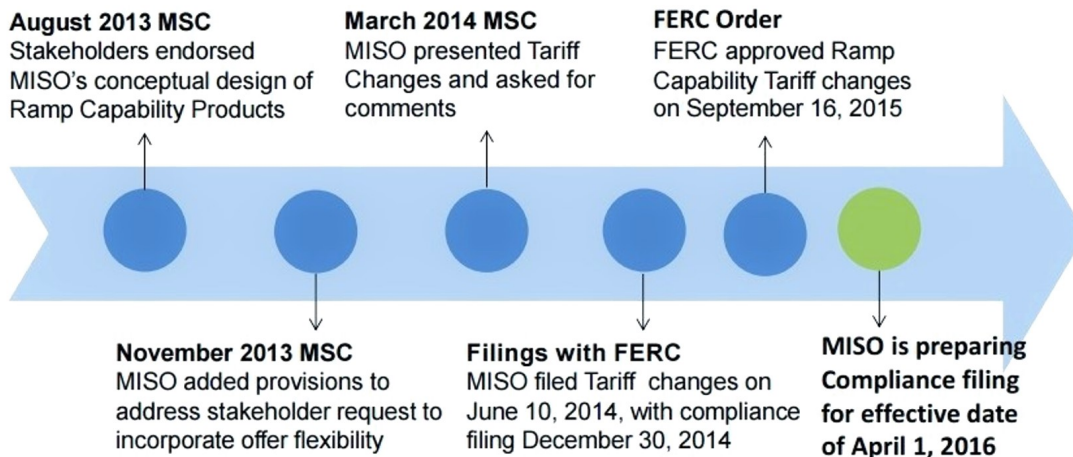 August 2013 MSC
Stakeholders endorsed
MISO's conceptual design of
Ramp Capability Products
November 2013 MSC
MISO added provisions to
address stakeholder request to
incorporate offer flexibility
March 2014 MSC
MISO presented Tariff
Changes and asked for
comments
Filings with FERC
MISO filed Tariff changes on
June 10, 2014, with compliance
filing December 30, 2014
FERC Order
FERC approved Ramp
Capability Tariff changes
on September 16, 2015
MISO is preparing
Compliance filing
for effective date
of April 1, 2016